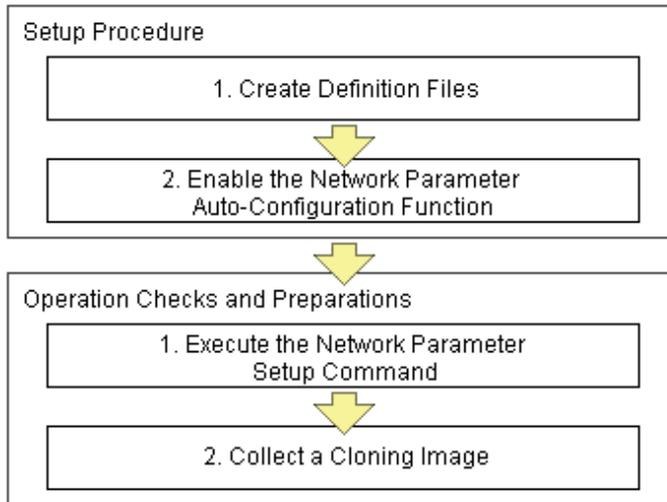 Setup Procedure
1. Create Definition Files
2. Enable the Network Parameter
Auto-Configuration Function
Operation Checks and Preparations
1. Execute the Network Parameter
Setup Command
2. Collect a Cloning Image